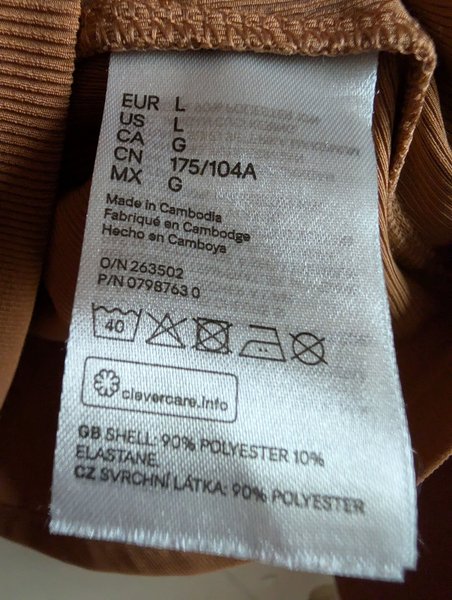 EUR L
US L
CA G
CN 175/104A
MX G
Made in Cambodia
Fabriqué en Cambodge
Hecho en Camboya
O/N 263502
P/N 0798763 0
40
clevercare.info
GB SHELL: 90% POLYESTER 10%
ELASTANE.
CZ SVRCHNÍ LÁTKA: 90% POLYESTER